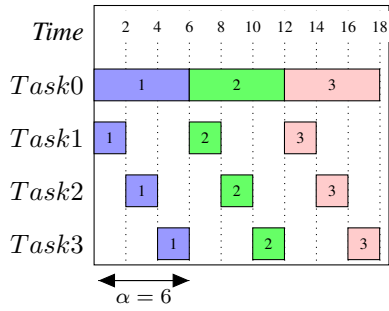 Time 2 4 6 8 10 12 14 16 18
Task0 1 2 3
Task1 1 2 3
Task2 1 2 3
Task3 1 2 3
α = 6